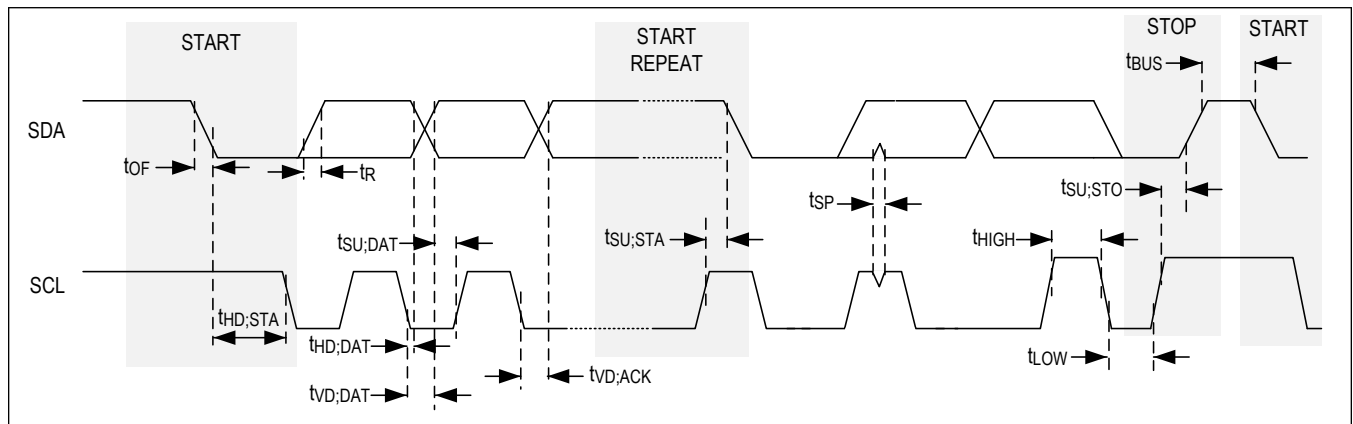 START
START
REPEAT
STOP
START
tBUS
SDA
tOF
tR
tSP
tSU;STO
tSU;DAT
tSU;STA
tHIGH
SCL
tHD;STA
tHD;DAT
tLOW
tVD;DAT
tVD;ACK